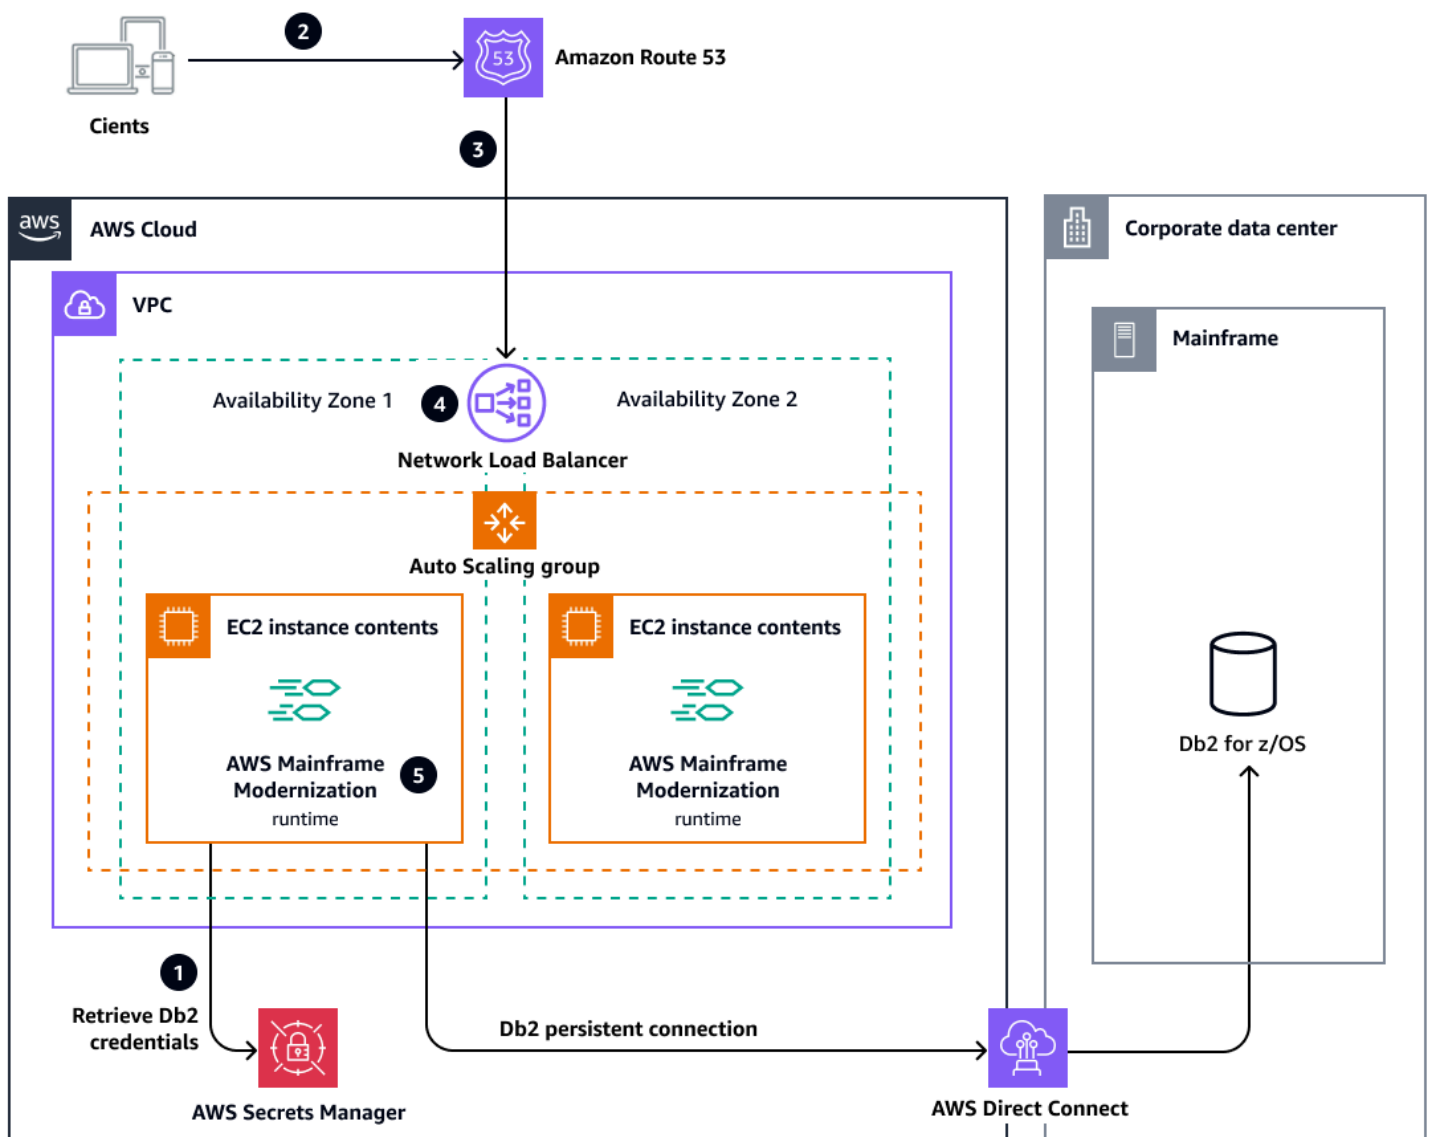 2
53
Amazon Route 53
Cients
3
aws
AWS Cloud
Corporate data center
VPC
Mainframe
Availability Zone 1
4
Availability Zone 2
Network Load Balancer
Auto Scaling group
EC2 instance contents
EC2 instance contents
AWS Mainframe
Modernization
runtime
5
AWS Mainframe
Modernization
runtime
Db2 for z/OS
1
Retrieve Db2
credentials
Db2 persistent connection
AWS Secrets Manager
AWS Direct Connect